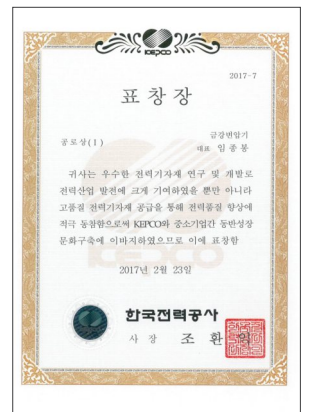 KEPCO
2017-7
표창장
공로상(1)
금강변압기
대표 임종봉
귀사는 우수한 전력기자재 연구 및 개발로
전력산업 발전에 크게 기여하였을 뿐만 아니라
고품질 전력기자재 공급을 통해 전력품질 향상에
적극 동참함으로써 KEPCO와 중소기업간 동반성장
문화구축에 이바지하였으므로 이에 표창함
KEPCO
2017년 2월 23일
한국전력공사
사장 조환익